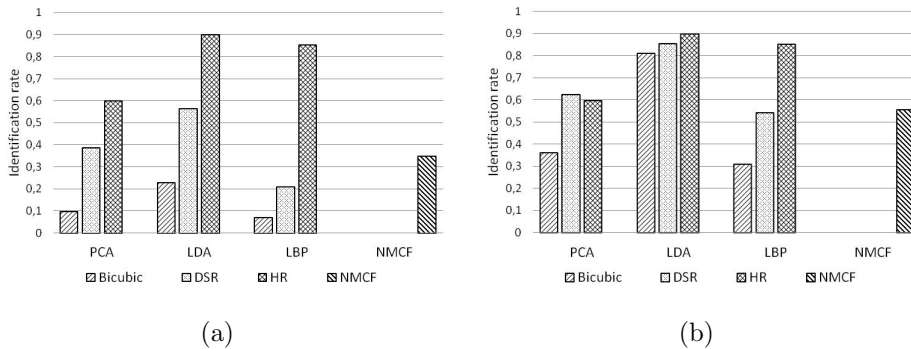 1
0,9
0,8
0,7
0,6
0,5
0,4
0,3
0,2
0,1
0
Identification rate
PCA LDA LBP NMCF
Bicubic DSR HR NMCF
(a)
1
0,9
0,8
0,7
0,6
0,5
0,4
0,3
0,2
0,1
0
Identification rate
PCA LDA LBP NMCF
Bicubic DSR HR NMCF
(b)